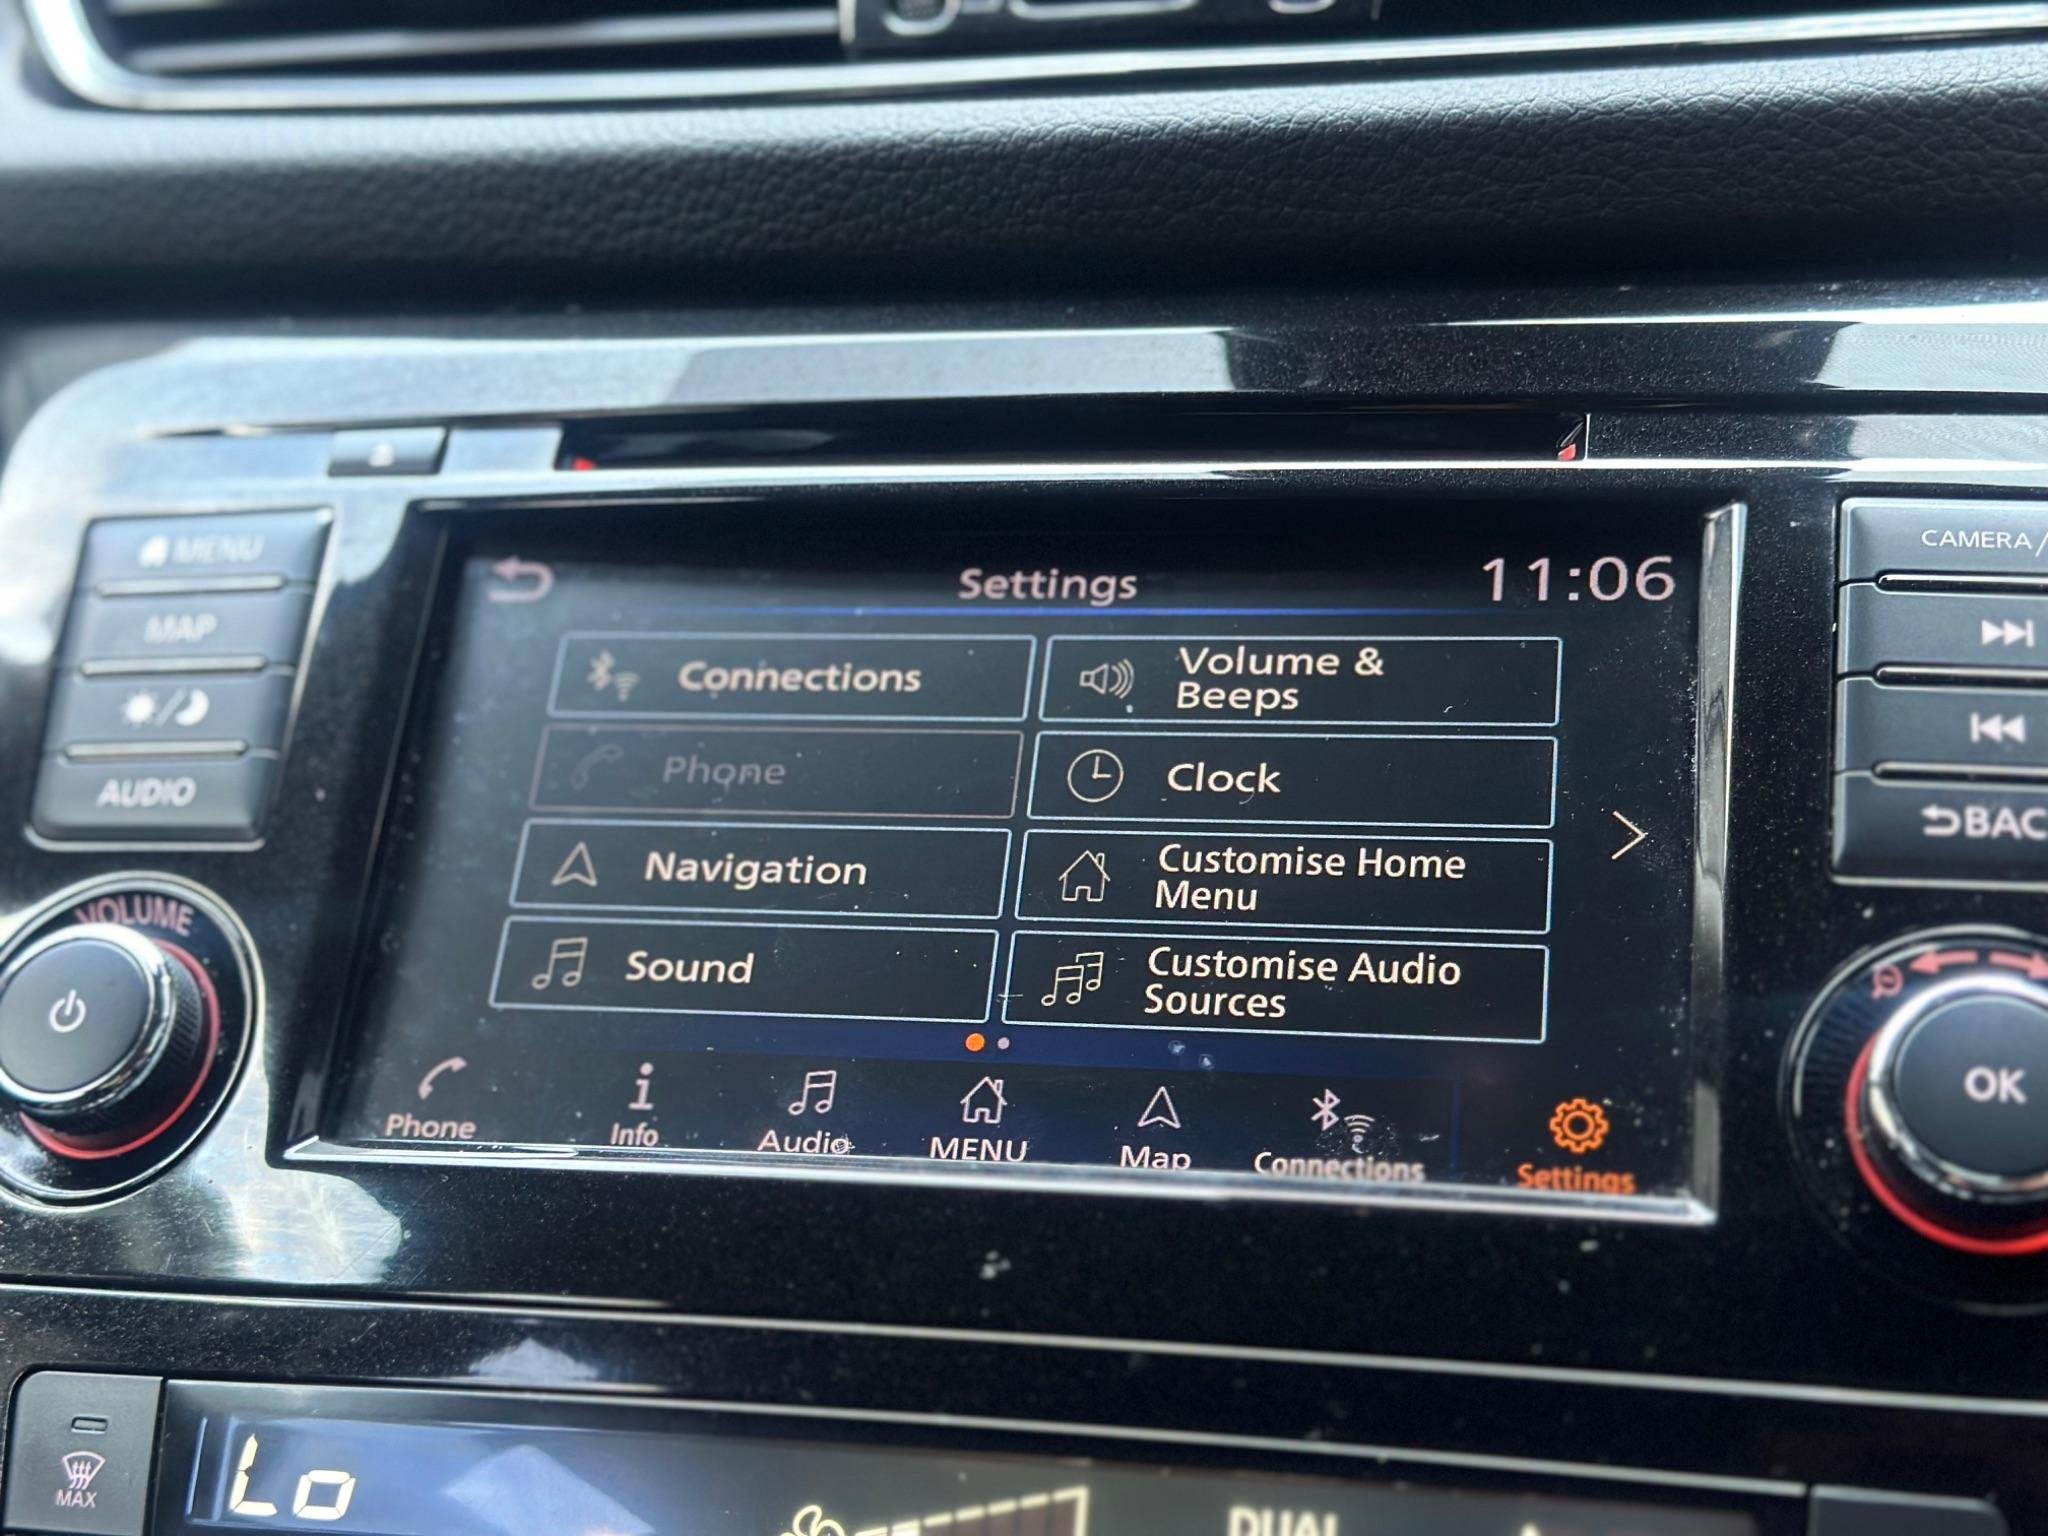 MENU
MAP
AUDIO
VOLUME
Settings
11:06
Connections
Volume &
Beeps
Phone
Clock
Navigation
Customise Home
Menu
Sound
Customise Audio
Sources
Phone
Info
Audio
MENU
Map
Connections
Settings
CAMERA/
BAC
OK
MAX
Lo
DUAL